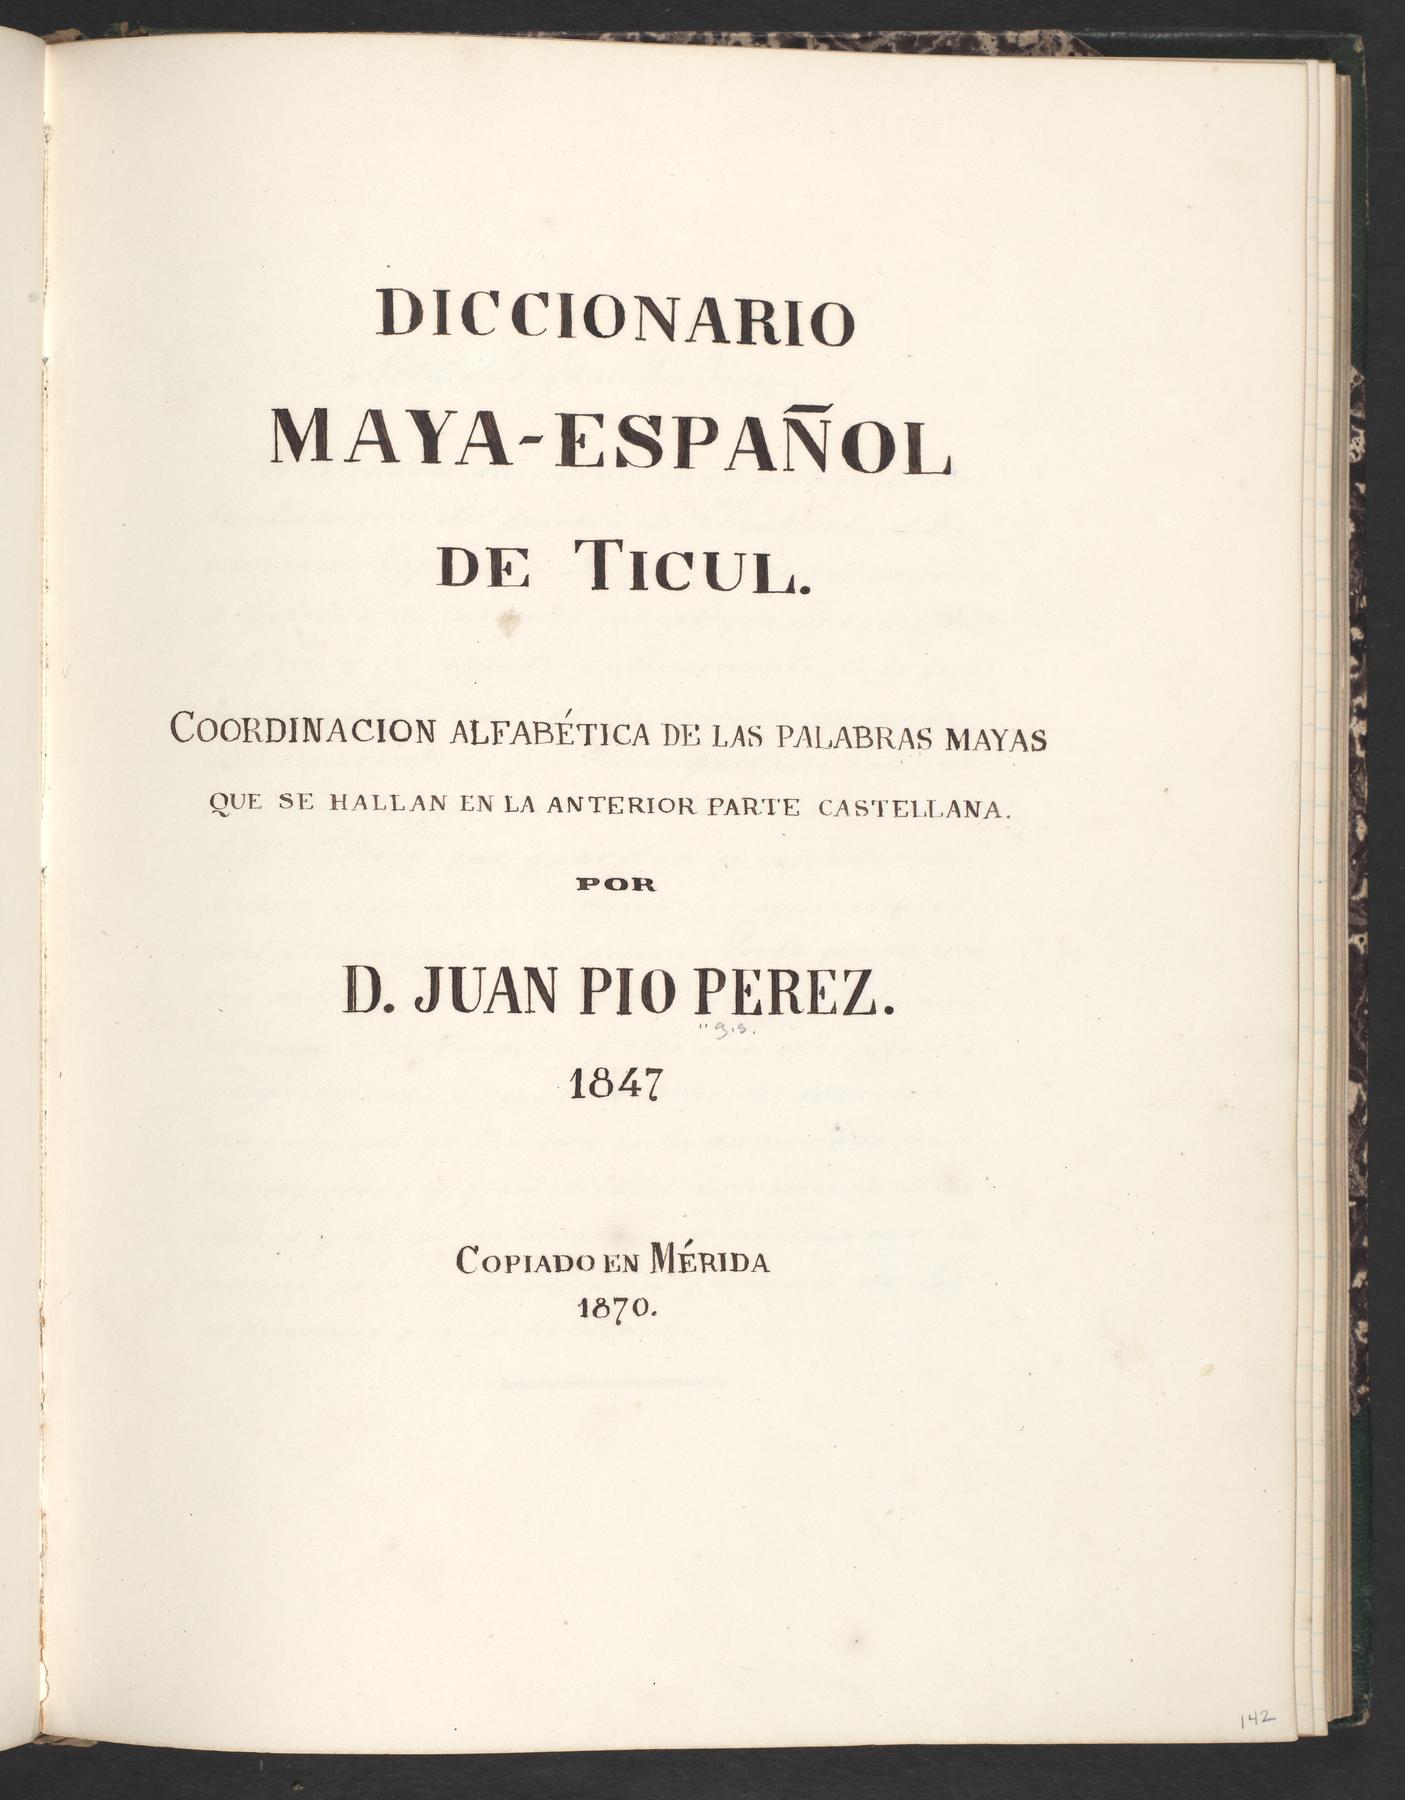 DICCIONARIO
MAYA-ESPAÑOL
DE TICUL.
COORDINACION ALFABÉTICA DE LAS PALABRAS MAYAS
QUE SE HALLAN EN LA ANTERIOR PARTE CASTELLANA.
POR
D. JUAN PIO PEREZ.
1847
COPIADO EN MÉRIDA
1870.
142